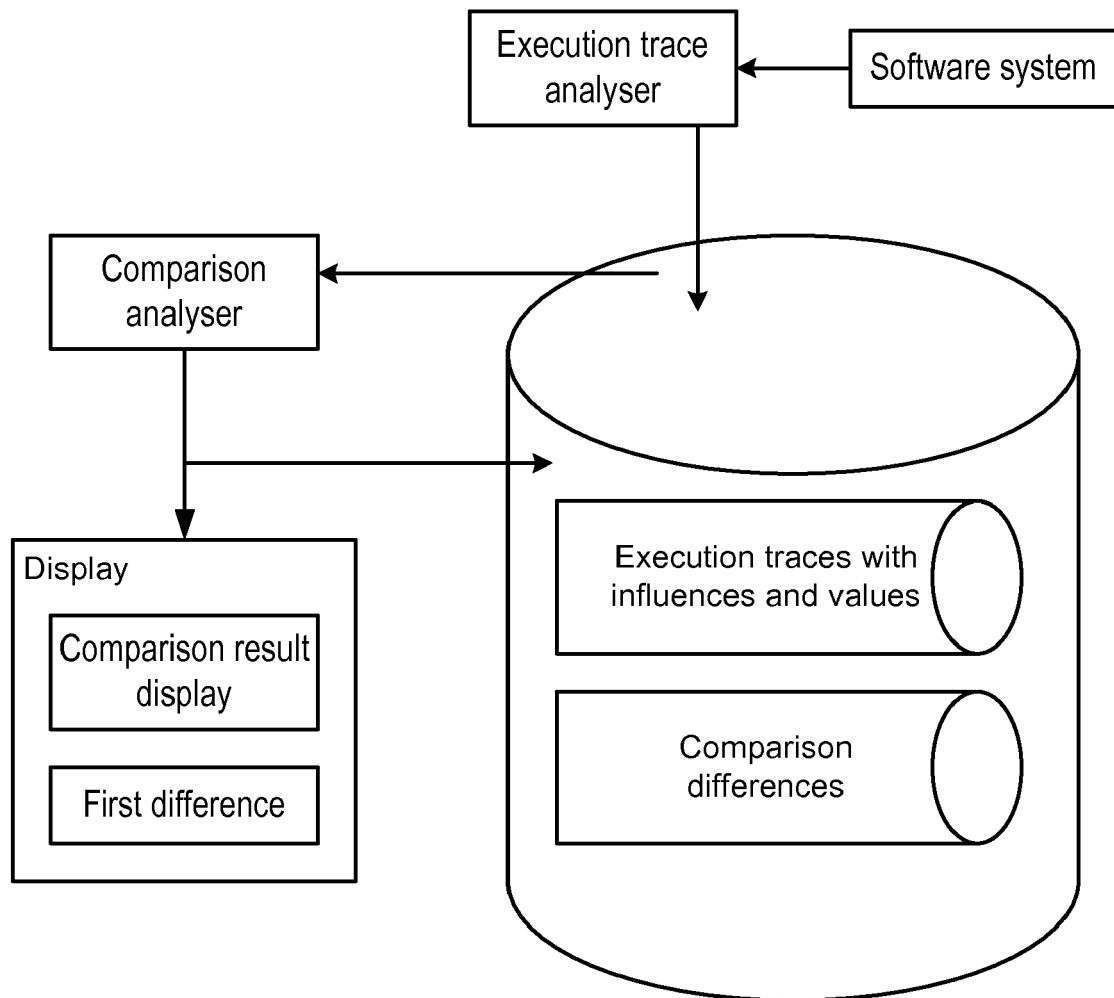 Execution trace
analyser
Software system
Comparison
analyser
Display
Comparison result
display
First difference
Execution traces with
influences and values
Comparison
differences